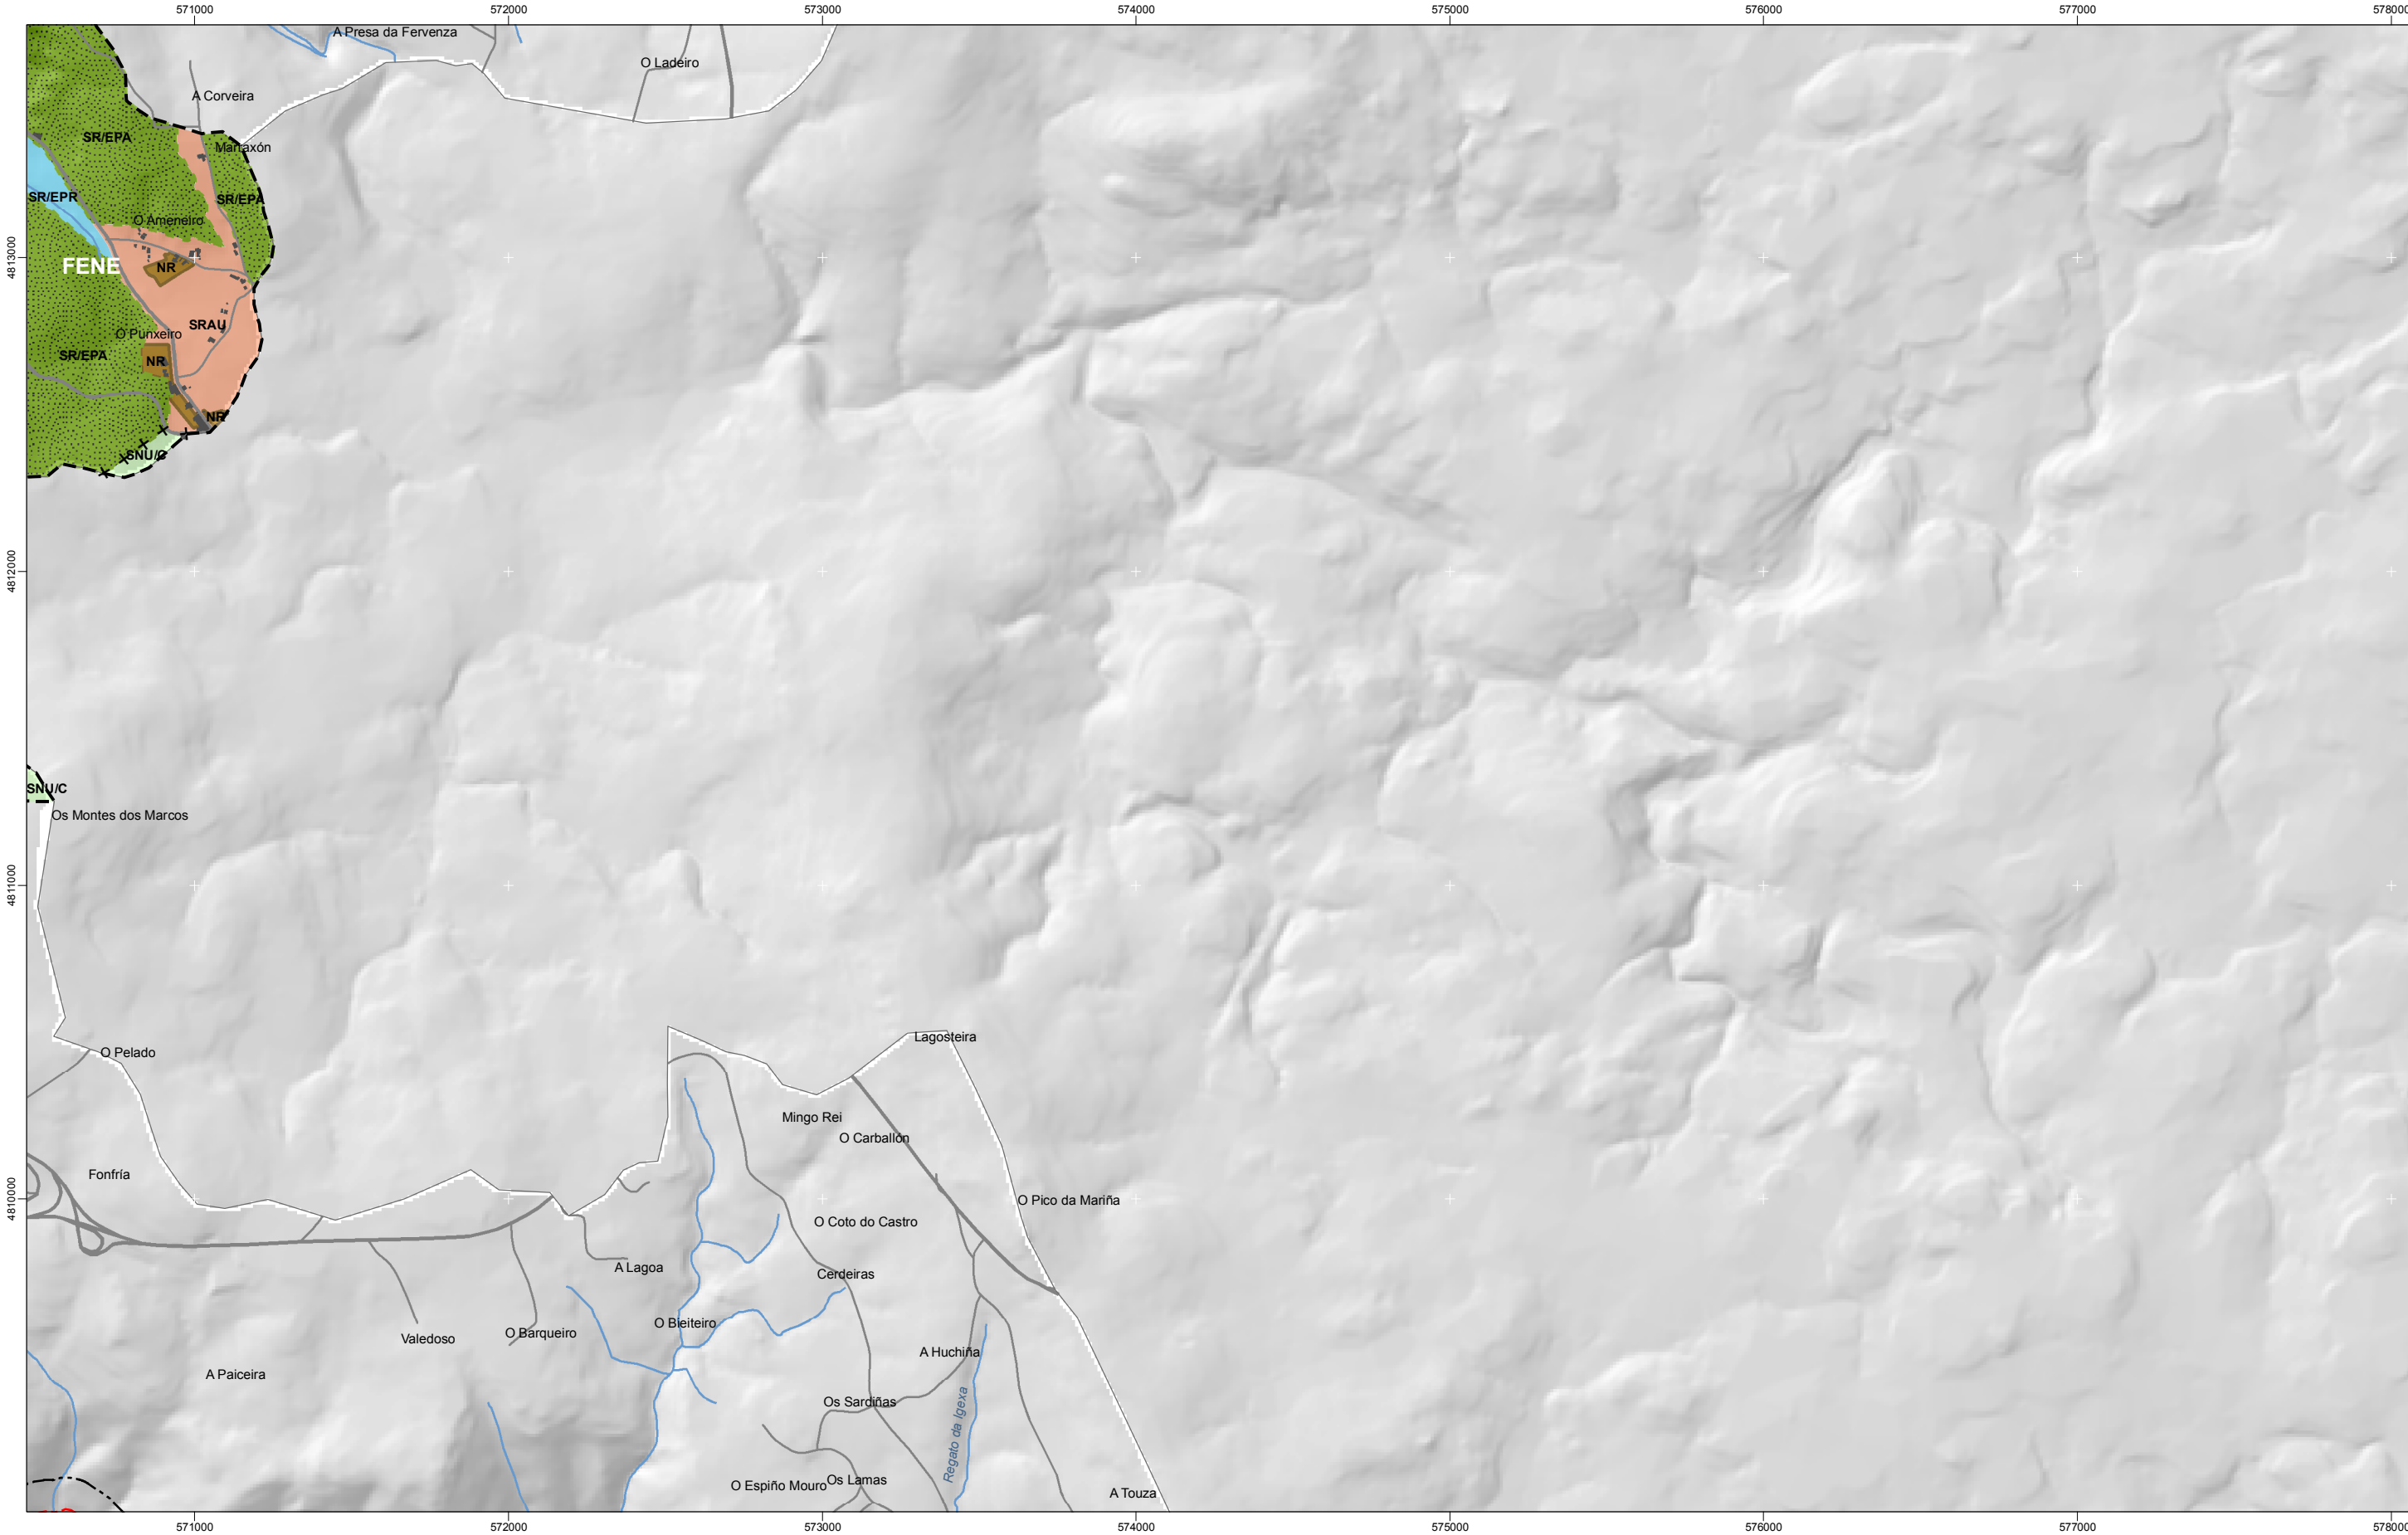 571000 572000 573000 574000 575000 576000 577000 578000
A Presa da Fervenza
O Ladeiro
A Corveira
SR/EPA
Marraxón
SR/EPR
SR/EPA
O Ameneiro
4813000
FENE
NR
SRAU
O Punxeiro
SR/EPA
NR
NR
SNU/C
4812000
SNU/C
Os Montes dos Marcos
4811000
Lagosteira
O Pelado
Mingo Rei
O Carballón
Fonfría
4810000
O Pico da Mariña
O Coto do Castro
A Lagoa
Cerdeiras
O Bieiteiro
O Barqueiro
Valedoso
A Huchiña
A Paiceira
Os Sardiñas
Regato da Igexa
Os Lamas
O Espiño Mouro
A Touza
571000 572000 573000 574000 575000 576000 577000 578000